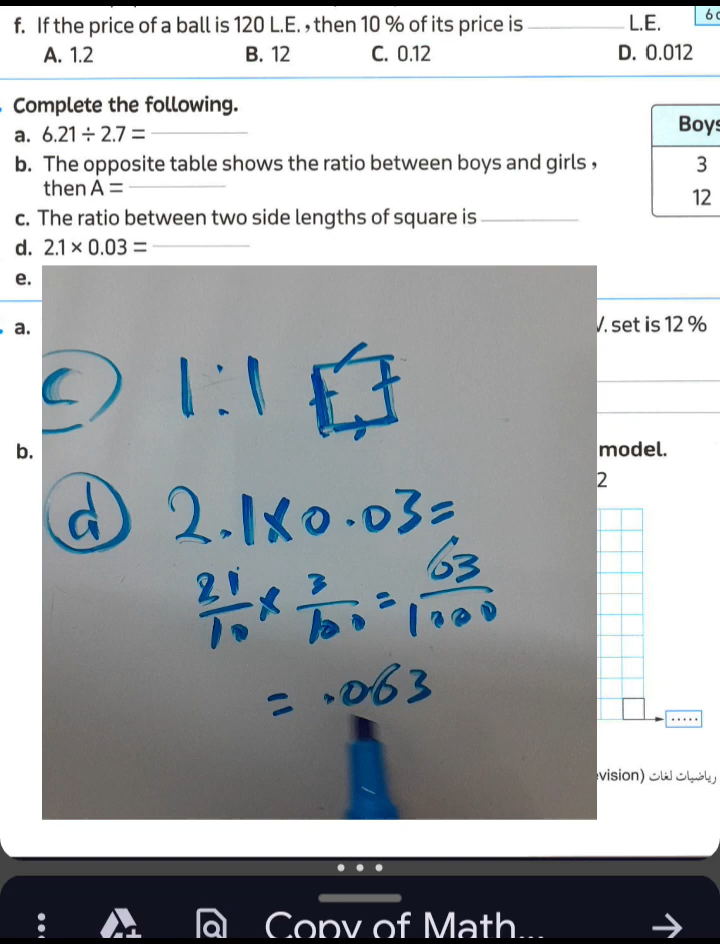 f. If the price of a ball is 120 L.E. , then 10 % of its price is ________ L.E.
A. 1.2 B. 12 C. 0.12 D. 0.012
Complete the following.
a. 6.21 ÷ 2.7 = ________
b. The opposite table shows the ratio between boys and girls ,
then A = ________
Boys
3
12
c. The ratio between two side lengths of square is ________
d. 2.1 × 0.03 = ________
e.
a.
. set is 12 %
c 1:1
b.
model.
2
d 2.1×0.03=
21/10 × 3/100 = 63/1000
= .063
.....
vision) رياضيات لغات
Copy of Math...